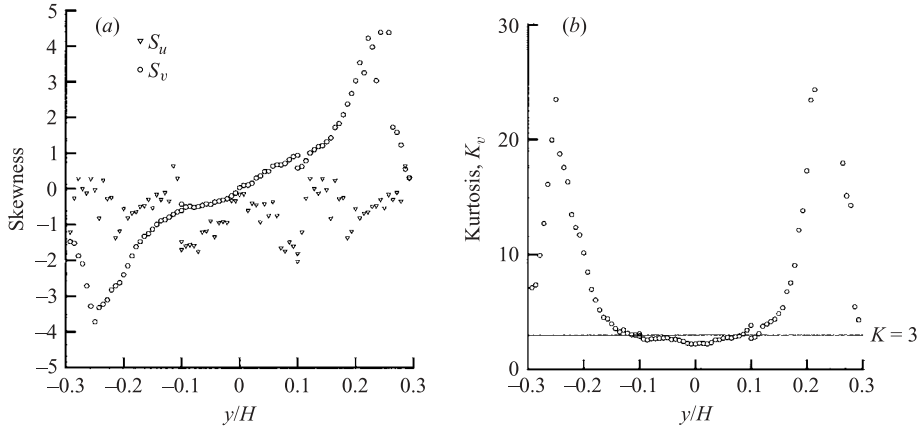 (a)
S_u
S_v
Skewness
5
4
3
2
1
0
−1
−2
−3
−4
−5
−0.3 −0.2 −0.1 0 0.1 0.2 0.3
y/H
(b)
Kurtosis, K_v
40
30
20
10
0
K = 3
−0.3 −0.2 −0.1 0 0.1 0.2 0.3
y/H